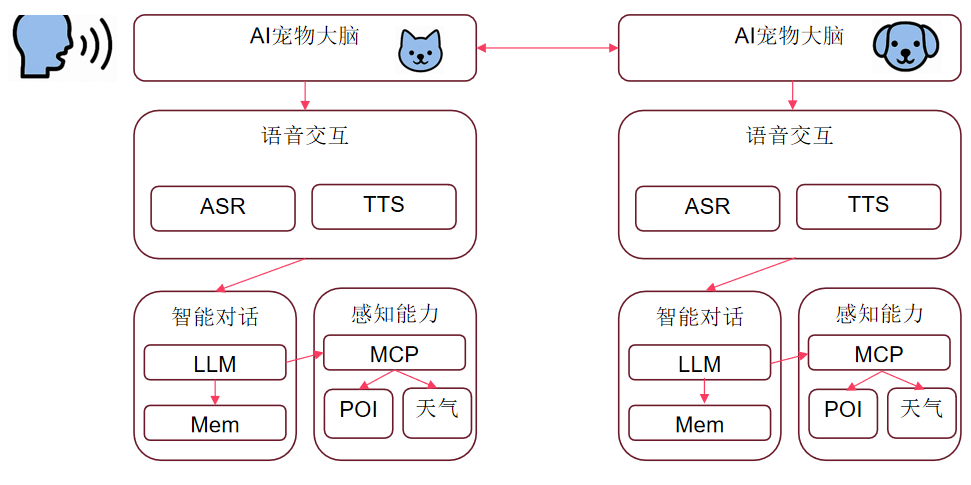 AI宠物大脑
语音交互
ASR
TTS
智能对话
LLM
Mem
感知能力
MCP
POI
天气
AI宠物大脑
语音交互
ASR
TTS
智能对话
LLM
Mem
感知能力
MCP
POI
天气